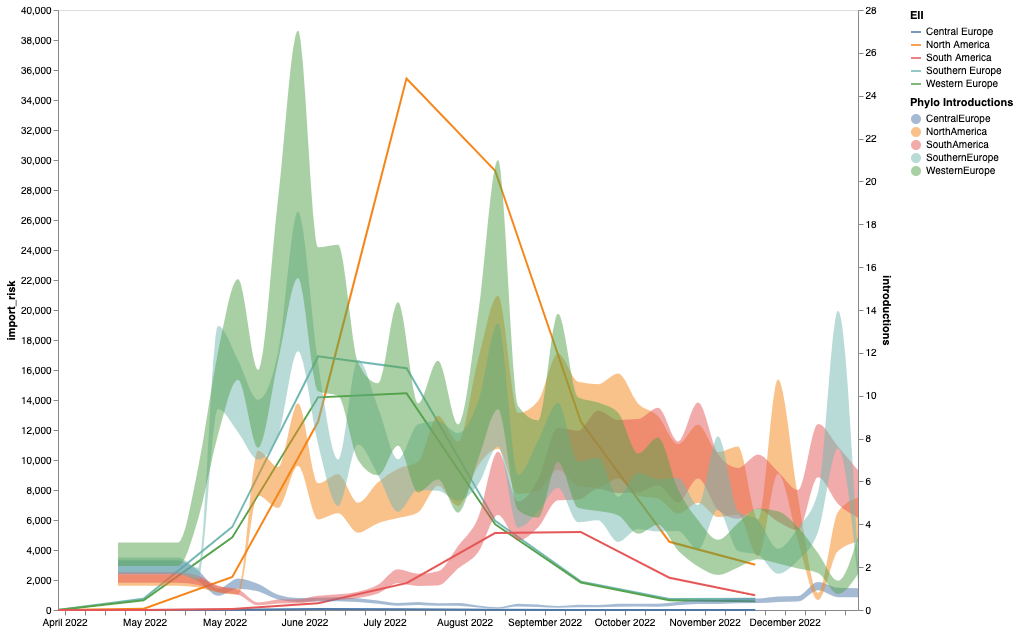 40,000
38,000
36,000
34,000
32,000
30,000
28,000
26,000
24,000
22,000
20,000
18,000
16,000
14,000
12,000
10,000
8,000
6,000
4,000
2,000
0
import_risk
28
26
24
22
20
18
16
14
12
10
8
6
4
2
0
introductions
April 2022
May 2022
May 2022
June 2022
July 2022
August 2022
September 2022
October 2022
November 2022
December 2022
EII
Central Europe
North America
South America
Southern Europe
Western Europe
Phylo Introductions
CentralEurope
NorthAmerica
SouthAmerica
SouthernEurope
WesternEurope